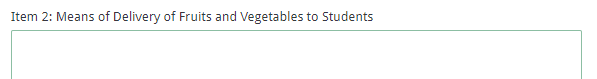 Item 2: Means of Delivery of Fruits and Vegetables to Students